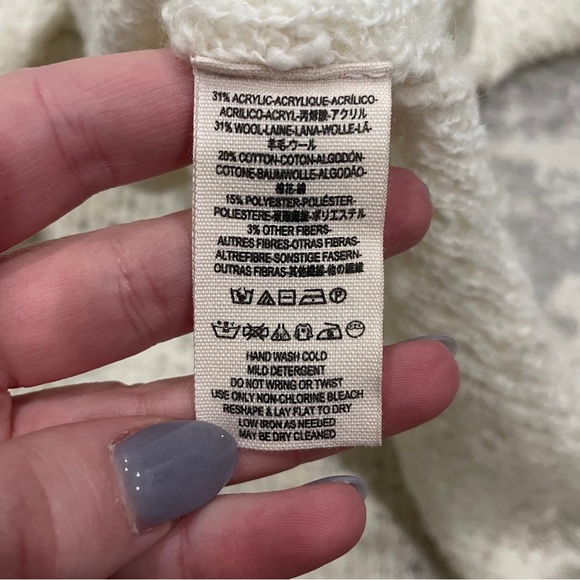 31% ACRYLIC-ACRYLIQUE-ACRÍLICO-
ACRILICO-ACRYL-丙烯酸-アクリル
31% WOOL-LAINE-LANA-WOLLE-LÃ-
羊毛-ウール
20% COTTON-COTON-ALGODÓN-
COTONE-BAUMWOLLE-ALGODÃO-
棉花-綿
15% POLYESTER-POLIÉSTER-
POLIESTERE-聚酯纖維-ポリエステル
3% OTHER FIBERS-
AUTRES FIBRES-OTRAS FIBRAS-
ALTREFIBRE-SONSTIGE FASERN-
OUTRAS FIBRAS-其他纖維-他の繊維
HAND WASH COLD
MILD DETERGENT
DO NOT WRING OR TWIST
USE ONLY NON-CHLORINE BLEACH
RESHAPE & LAY FLAT TO DRY
LOW IRON AS NEEDED
MAY BE DRY CLEANED